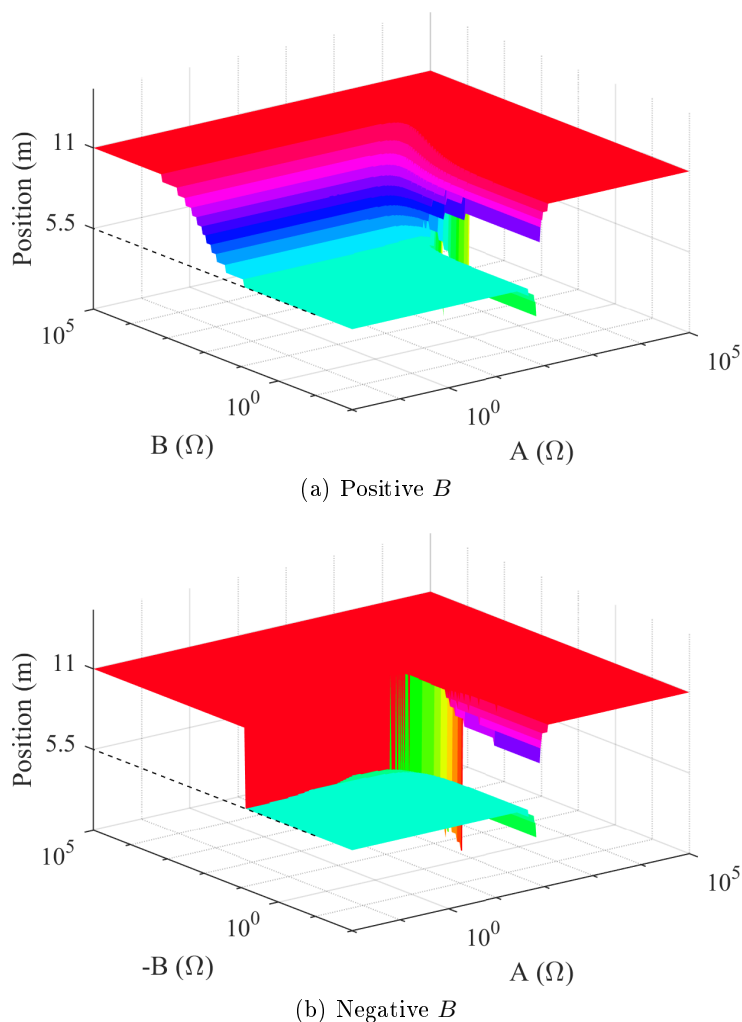 Position (m)
11
5.5
10^5
10^0
B (Ω)
10^0
10^5
A (Ω)
(a) Positive B
Position (m)
11
5.5
10^5
10^0
-B (Ω)
10^0
10^5
A (Ω)
(b) Negative B